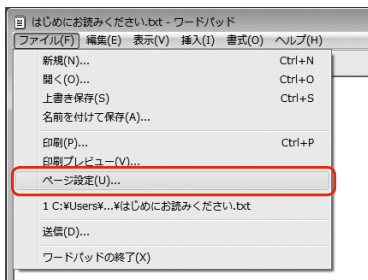 はじめにお読みください.txt - ワードパッド
ファイル(F) 編集(E) 表示(V) 挿入(I) 書式(O) ヘルプ(H)
新規(N)... Ctrl+N
開く(O)... Ctrl+O
上書き保存(S) Ctrl+S
名前を付けて保存(A)...
印刷(P)... Ctrl+P
印刷プレビュー(V)...
ページ設定(U)...
1 C:¥Users¥...¥はじめにお読みください.txt
送信(D)...
ワードパッドの終了(X)